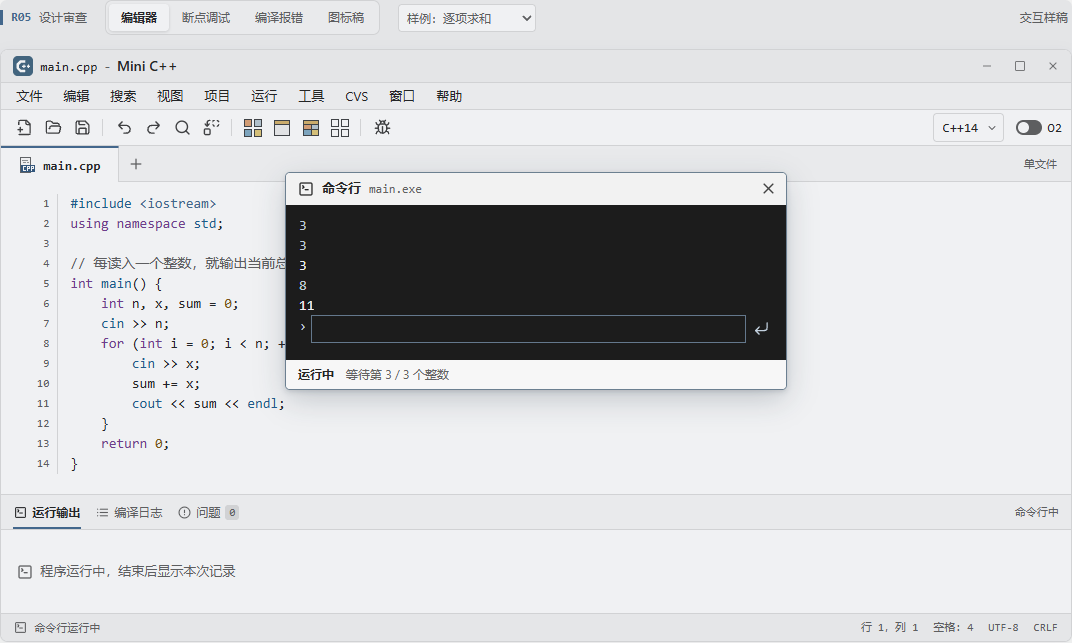 R05 设计审查 编辑器 断点调试 编译报错 图标稿 样例：逐项求和 交互样稿
C++ main.cpp - Mini C++
文件 编辑 搜索 视图 项目 运行 工具 CVS 窗口 帮助
C++14 O2
CPP main.cpp 单文件
命令行 main.exe
3
3
3
8
11
›
运行中 等待第 3 / 3 个整数
1 #include <iostream>
2 using namespace std;
3
4 // 每读入一个整数，就输出当前总
5 int main() {
6 int n, x, sum = 0;
7 cin >> n;
8 for (int i = 0; i < n; +
9 cin >> x;
10 sum += x;
11 cout << sum << endl;
12 }
13 return 0;
14 }
运行输出 编译日志 问题 0 命令行中
程序运行中，结束后显示本次记录
命令行运行中 行 1，列 1 空格: 4 UTF-8 CRLF